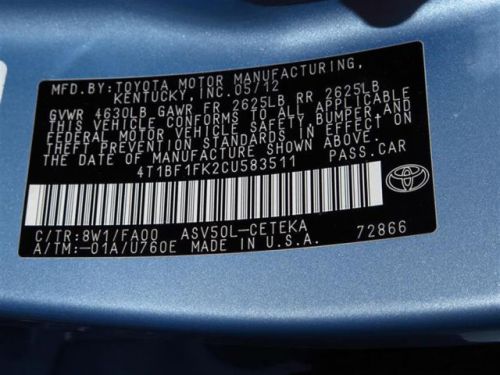 MFD.BY: TOYOTA MOTOR MANUFACTURING,
KENTUCKY, INC. 05/12
GVWR 4630LB GAWR FR 2625LB RR 2625LB
THIS VEHICLE CONFORMS TO ALL APPLICABLE
FEDERAL MOTOR VEHICLE SAFETY, BUMPER, AND
THEFT PREVENTION STANDARDS IN EFFECT ON
THE DATE OF MANUFACTURE SHOWN ABOVE.
4T1BF1FK2CU583511 PASS.CAR
C/TR:8W1/FA00 ASV50L-CETEKA
A/TM:-01A/U760E MADE IN U.S.A. 72866